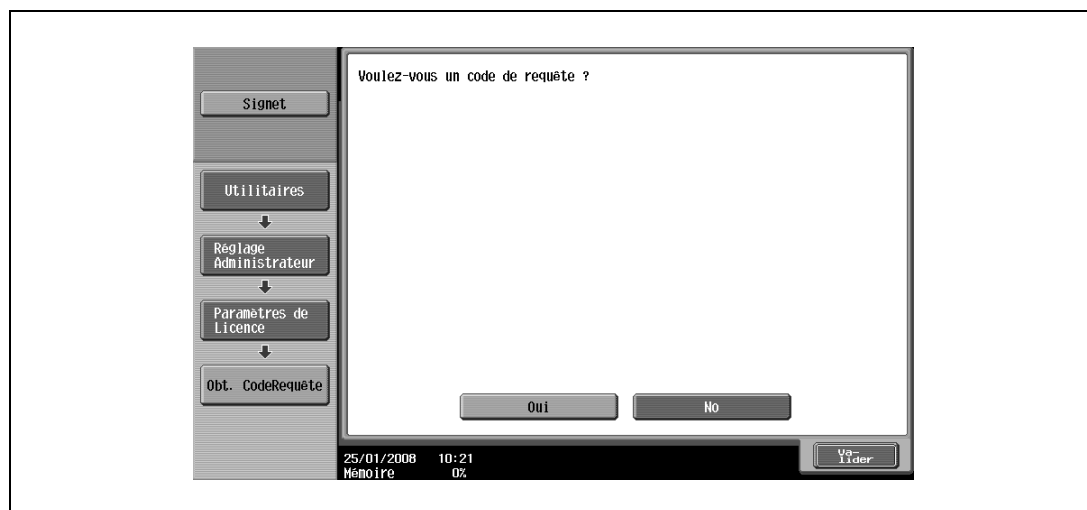 Voulez-vous un code de requête ?
Signet
Utilitaires
Réglage
Administrateur
Paramètres de
Licence
Obt. CodeRequête
Oui
No
Va-
lider
25/01/2008 10:21
Mémoire 0%